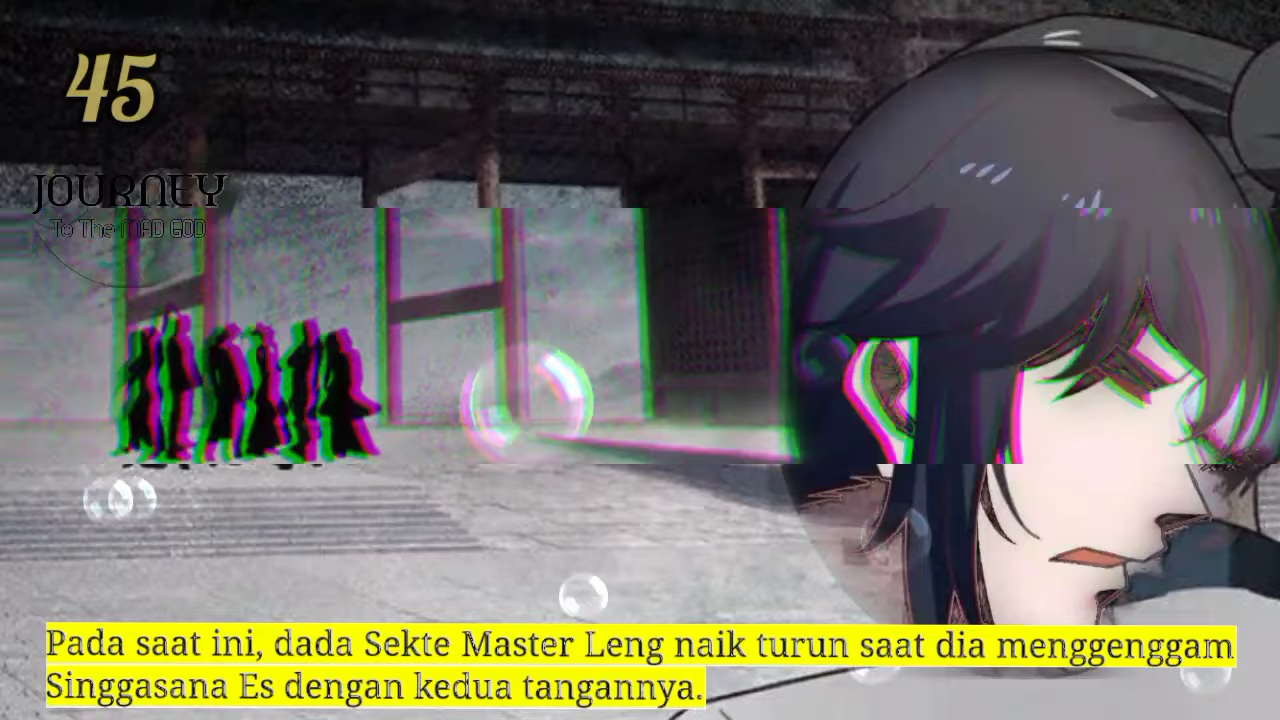 45
JOURNEY
To The MAD GOD
Pada saat ini, dada Sekte Master Leng naik turun saat dia menggenggam
Singgasana Es dengan kedua tangannya.